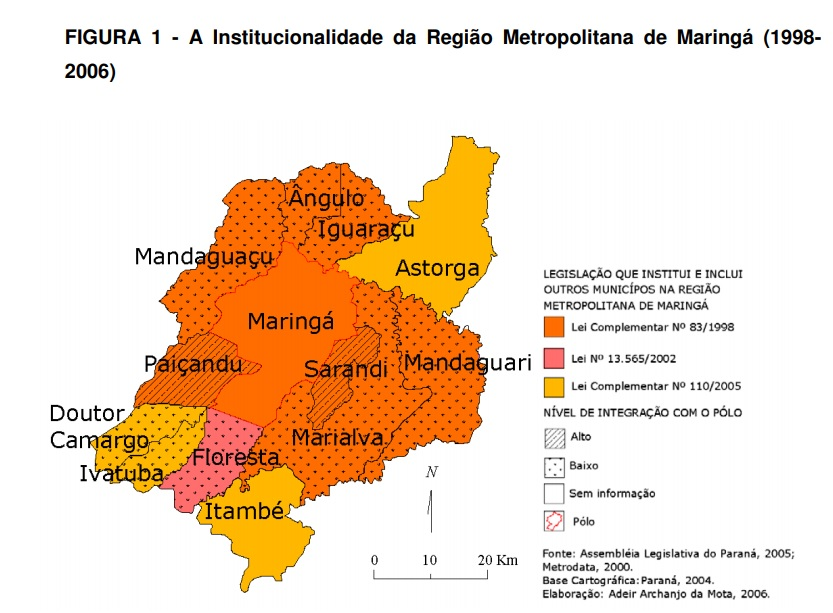 FIGURA 1 - A Institucionalidade da Região Metropolitana de Maringá (1998-
2006)
Ângulo
Iguaraçu
Mandaguaçu
Astorga
Maringá
Paiçandu
Sarandi
Mandaguari
Doutor
Camargo
Marialva
Floresta
Ivatuba
Itambé
N
0 10 20 Km
LEGISLAÇÃO QUE INSTITUI E INCLUI
OUTROS MUNICÍPOS NA REGIÃO
METROPOLITANA DE MARINGÁ
Lei Complementar Nº 83/1998
Lei Nº 13.565/2002
Lei Complementar Nº 110/2005
NÍVEL DE INTEGRAÇÃO COM O PÓLO
Alto
Baixo
Sem informação
Pólo
Fonte: Assembléia Legislativa do Paraná, 2005;
Metrodata, 2000.
Base Cartográfica: Paraná, 2004.
Elaboração: Adeir Archanjo da Mota, 2006.